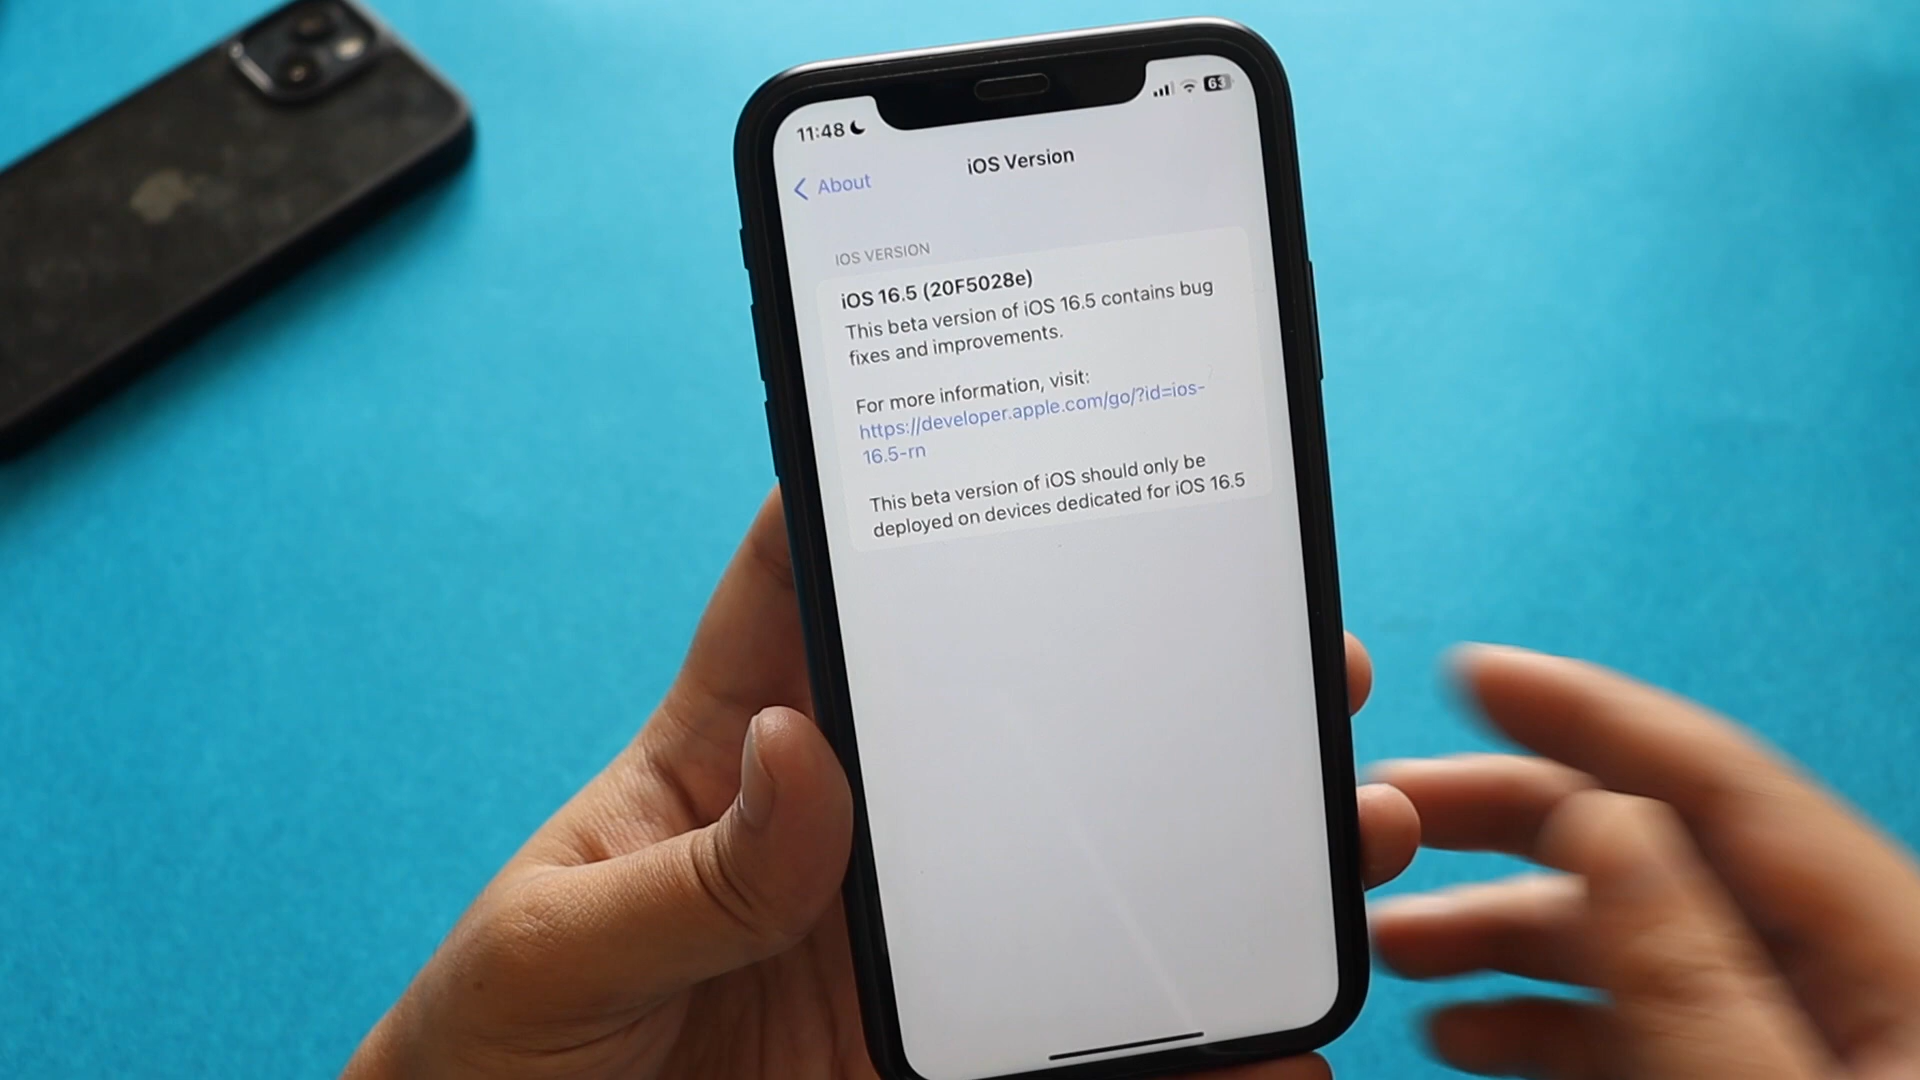 11:48
63
About
iOS Version
IOS VERSION
iOS 16.5 (20F5028e)
This beta version of iOS 16.5 contains bug
fixes and improvements.
For more information, visit:
https://developer.apple.com/go/?id=ios-
16.5-rn
This beta version of iOS should only be
deployed on devices dedicated for iOS 16.5